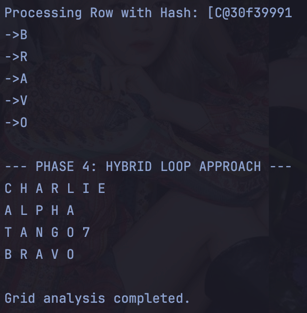 Processing Row with Hash: [C@30f39991
->B
->R
->A
->V
->O
--- PHASE 4: HYBRID LOOP APPROACH ---
C H A R L I E
A L P H A
T A N G O 7
B R A V O
Grid analysis completed.